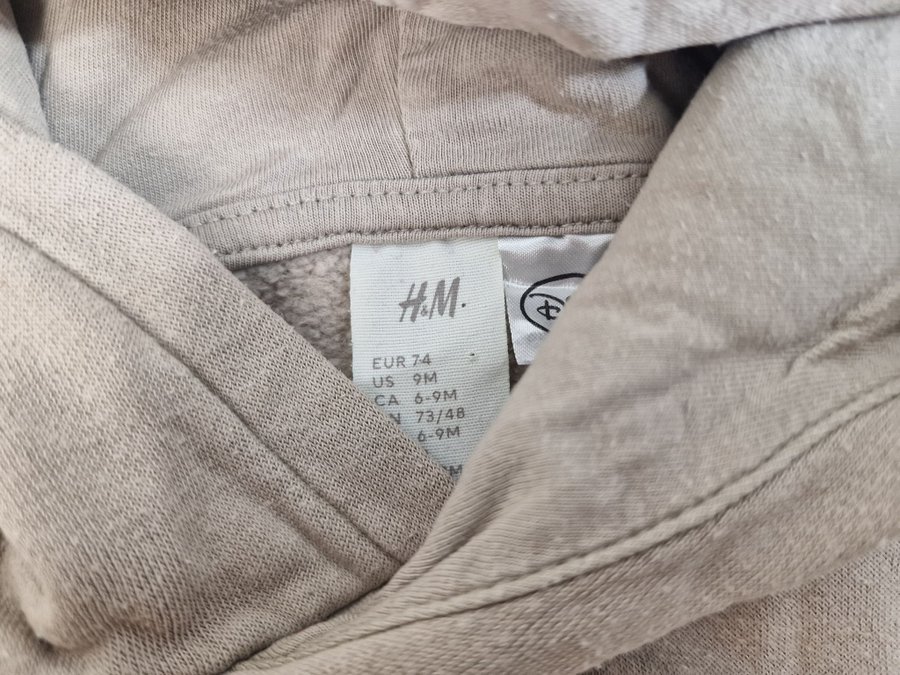 H&M.
EUR 74
US 9M
CA 6-9M
N 73/48
6-9M
M